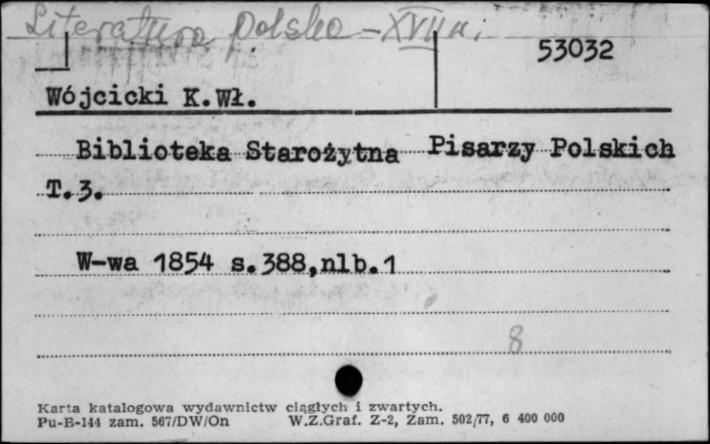 Literatura polska - XVII w.
53032
Wójcicki K.Wł.
Biblioteka Starożytna Pisarzy Polskich
T.3.
W-wa 1854 s.388,nlb.1
8
Karta katalogowa wydawnictw ciągłych i zwartych.
Pu-B-144 zam. 567/DW/On W.Z.Graf. Z-2, Zam. 502/77, 6 400 000